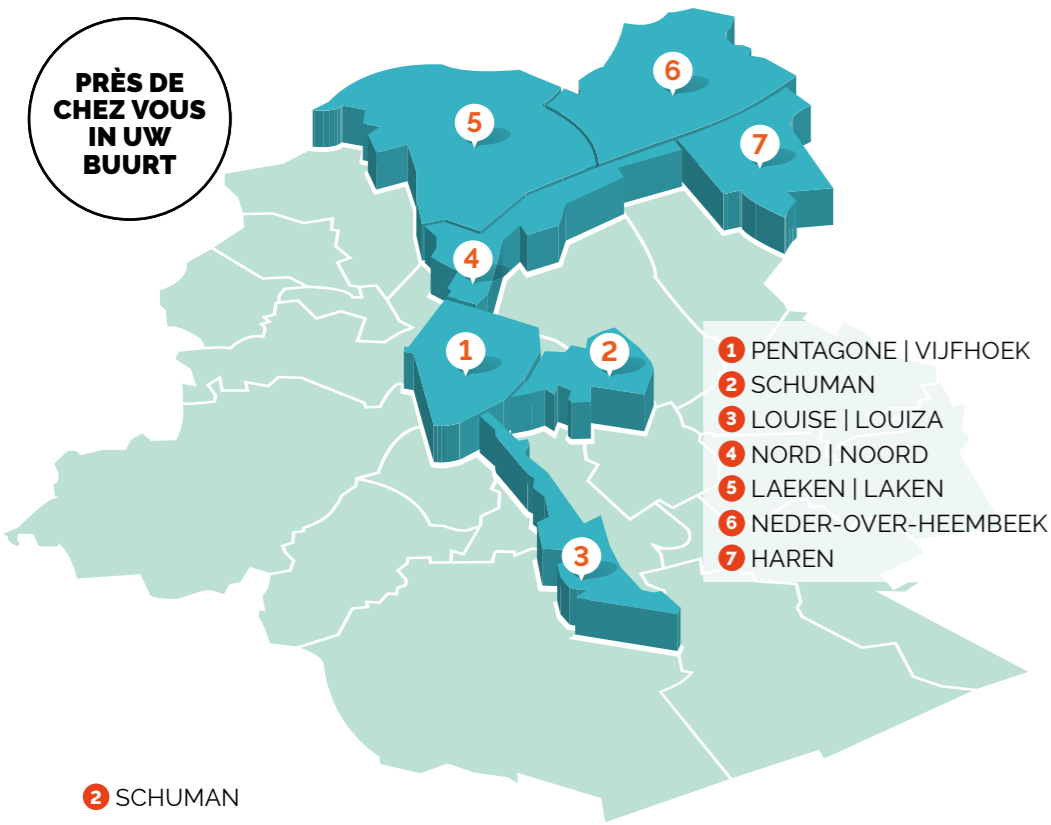 PRÈS DE
CHEZ VOUS
IN UW
BUURT
6
5
7
4
1
2
3
1 PENTAGONE | VIJFHOEK
2 SCHUMAN
3 LOUISE | LOUIZA
4 NORD | NOORD
5 LAEKEN | LAKEN
6 NEDER-OVER-HEEMBEEK
7 HAREN
2 SCHUMAN